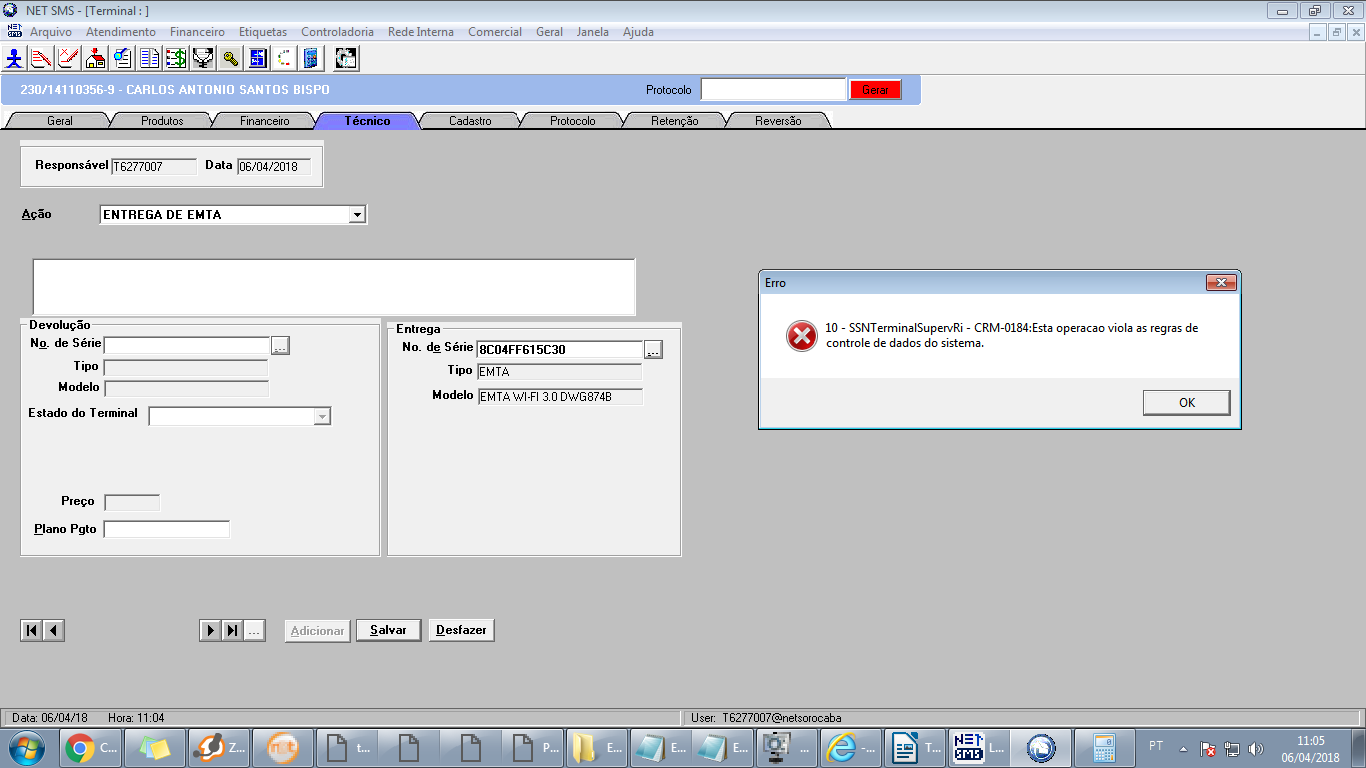 NET SMS - [Terminal : ]
Arquivo Atendimento Financeiro Etiquetas Controladoria Rede Interna Comercial Geral Janela Ajuda
230/14110356-9 - CARLOS ANTONIO SANTOS BISPO
Protocolo
Gerar
Geral Produtos Financeiro Técnico Cadastro Protocolo Retenção Reversão
Responsável T6277007 Data 06/04/2018
Ação ENTREGA DE EMTA
Erro
10 - SSNTerminalSupervRi - CRM-0184:Esta operacao viola as regras de
controle de dados do sistema.
OK
Devolução
No. de Série
...
Tipo
Modelo
Estado do Terminal
Preço
Plano Pgto
Entrega
No. de Série 8C04FF615C30 ...
Tipo EMTA
Modelo EMTA WI-FI 3.0 DWG874B
... Adicionar Salvar Desfazer
Data: 06/04/18 Hora: 11:04 User: T6277007@netsorocaba
C... Z... net t... P... E... E... E... ... -... T... NET SMS L... PT 11:05
06/04/2018